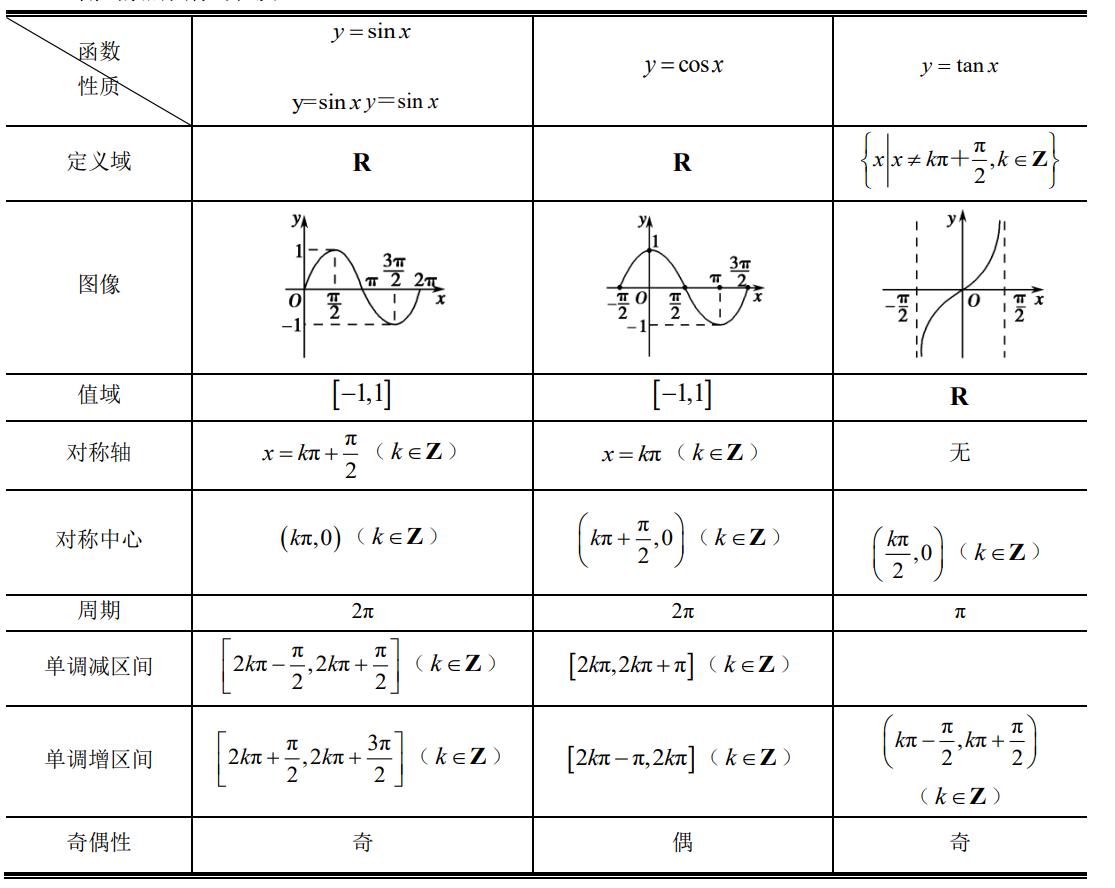 函数
性质
y = sin x
y=sin x y＝sin x
y = cos x
y = tan x
定义域
R
R
{x|x ≠ kπ＋π/2, k ∈ Z}
图像
y
1
O
π/2
π
3π/2
2π
x
−1
y
1
−π/2
O
π/2
π
3π/2
x
−1
y
−π/2
O
π/2
x
值域
[−1,1]
[−1,1]
R
对称轴
x = kπ + π/2（k ∈ Z）
x = kπ（k ∈ Z）
无
对称中心
(kπ,0)（k ∈ Z）
(kπ + π/2, 0)（k ∈ Z）
(kπ/2, 0)（k ∈ Z）
周期
2π
2π
π
单调减区间
[2kπ − π/2, 2kπ + π/2]（k ∈ Z）
[2kπ, 2kπ + π]（k ∈ Z）
单调增区间
[2kπ + π/2, 2kπ + 3π/2]（k ∈ Z）
[2kπ − π, 2kπ]（k ∈ Z）
(kπ − π/2, kπ + π/2)
（k ∈ Z）
奇偶性
奇
偶
奇